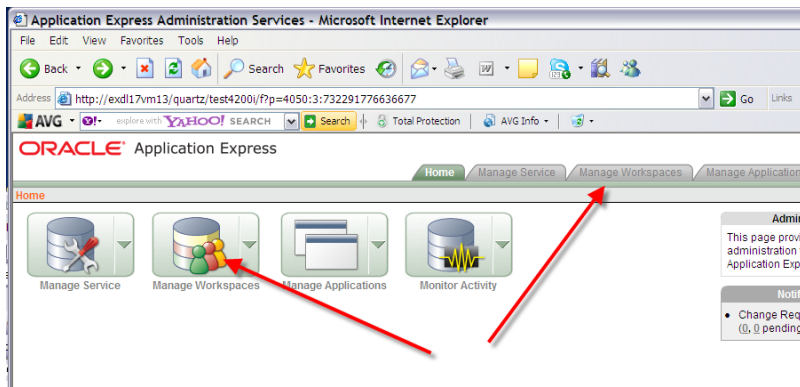 Application Express Administration Services - Microsoft Internet Explorer
File Edit View Favorites Tools Help
Back Search Favorites
Address http://exdl17vm13/quartz/test4200i/f?p=4050:3:732291776636677 Go Links
AVG explore with YAHOO! SEARCH Search Total Protection AVG Info
ORACLE Application Express
Home Manage Service Manage Workspaces Manage Application
Home
Manage Service Manage Workspaces Manage Applications Monitor Activity
Admi
This page provi
administration
Application Exp
Notif
• Change Req
(0, 0 pending